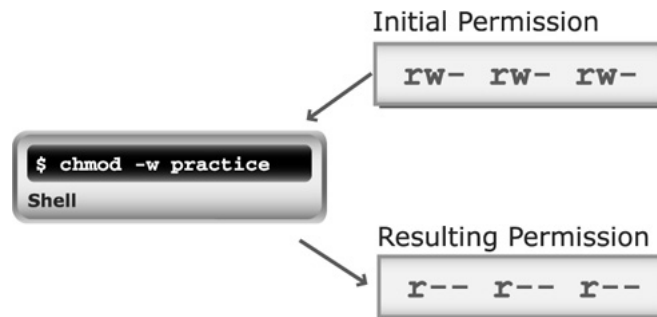 Initial Permission
rw- rw- rw-
$ chmod -w practice
Shell
Resulting Permission
r-- r-- r--